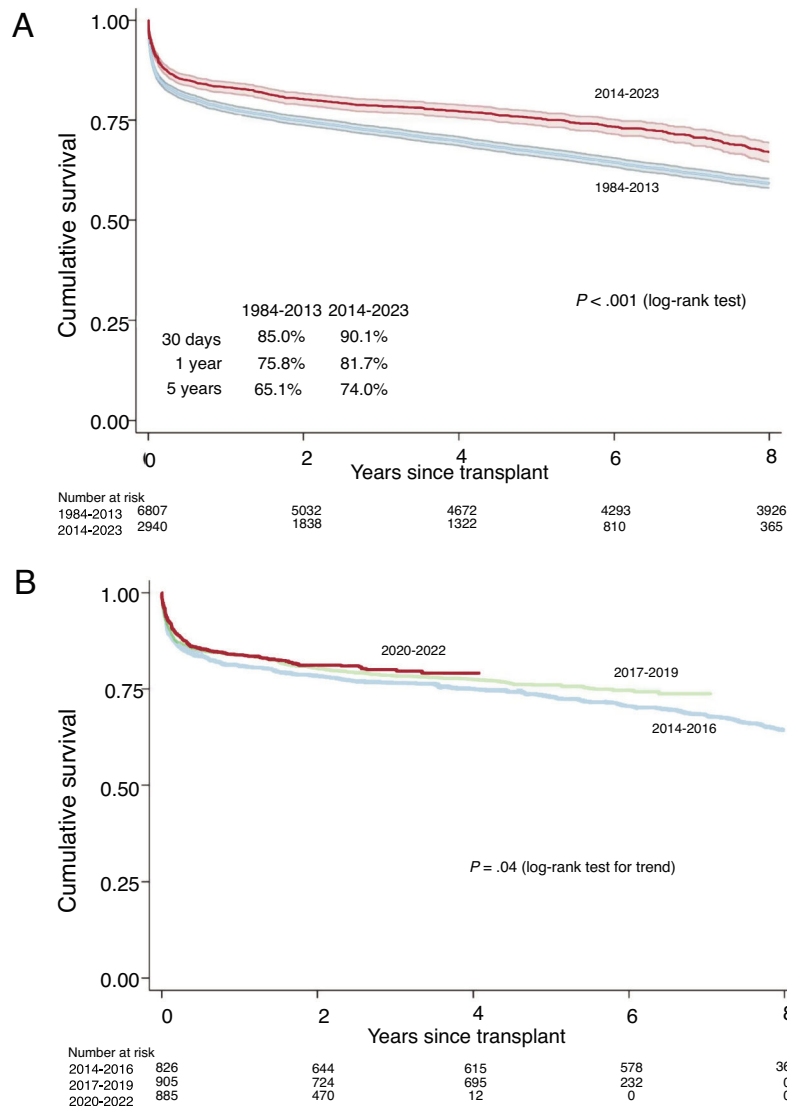 A
1.00
0.75
0.50
0.25
0.00
Cumulative survival
2014-2023
1984-2013
P < .001 (log-rank test)
1984-2013 2014-2023
30 days 85.0% 90.1%
1 year 75.8% 81.7%
5 years 65.1% 74.0%
0 2 4 6 8
Years since transplant
Number at risk
1984-2013 6807 5032 4672 4293 3926
2014-2023 2940 1838 1322 810 365
B
1.00
0.75
0.50
0.25
0.00
Cumulative survival
2020-2022
2017-2019
2014-2016
P = .04 (log-rank test for trend)
0 2 4 6 8
Years since transplant
Number at risk
2014-2016 826 644 615 578 36
2017-2019 905 724 695 232 0
2020-2022 885 470 12 0 0